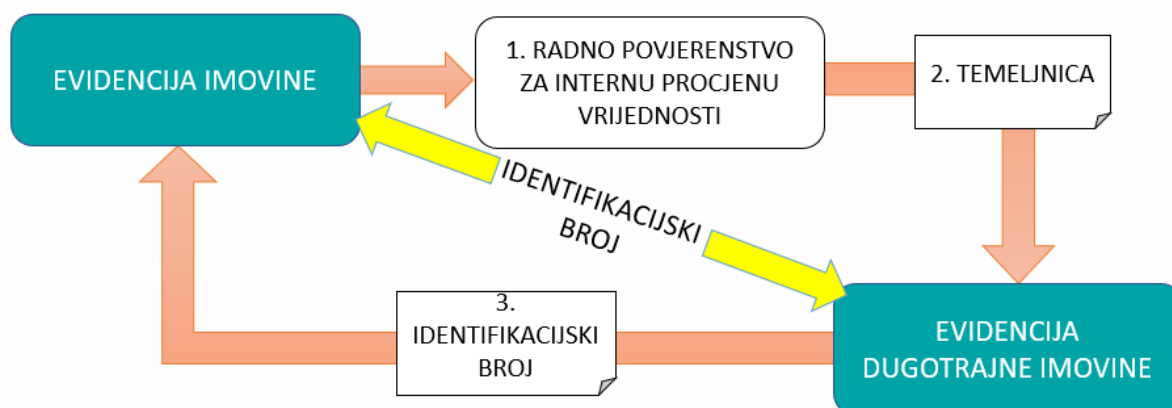 EVIDENCIJA IMOVINE
1. RADNO POVJERENSTVO
ZA INTERNU PROCJENU
VRIJEDNOSTI
2. TEMELJNICA
IDENTIFIKACIJSKI
BROJ
3.
IDENTIFIKACIJSKI
BROJ
EVIDENCIJA
DUGOTRAJNE IMOVINE